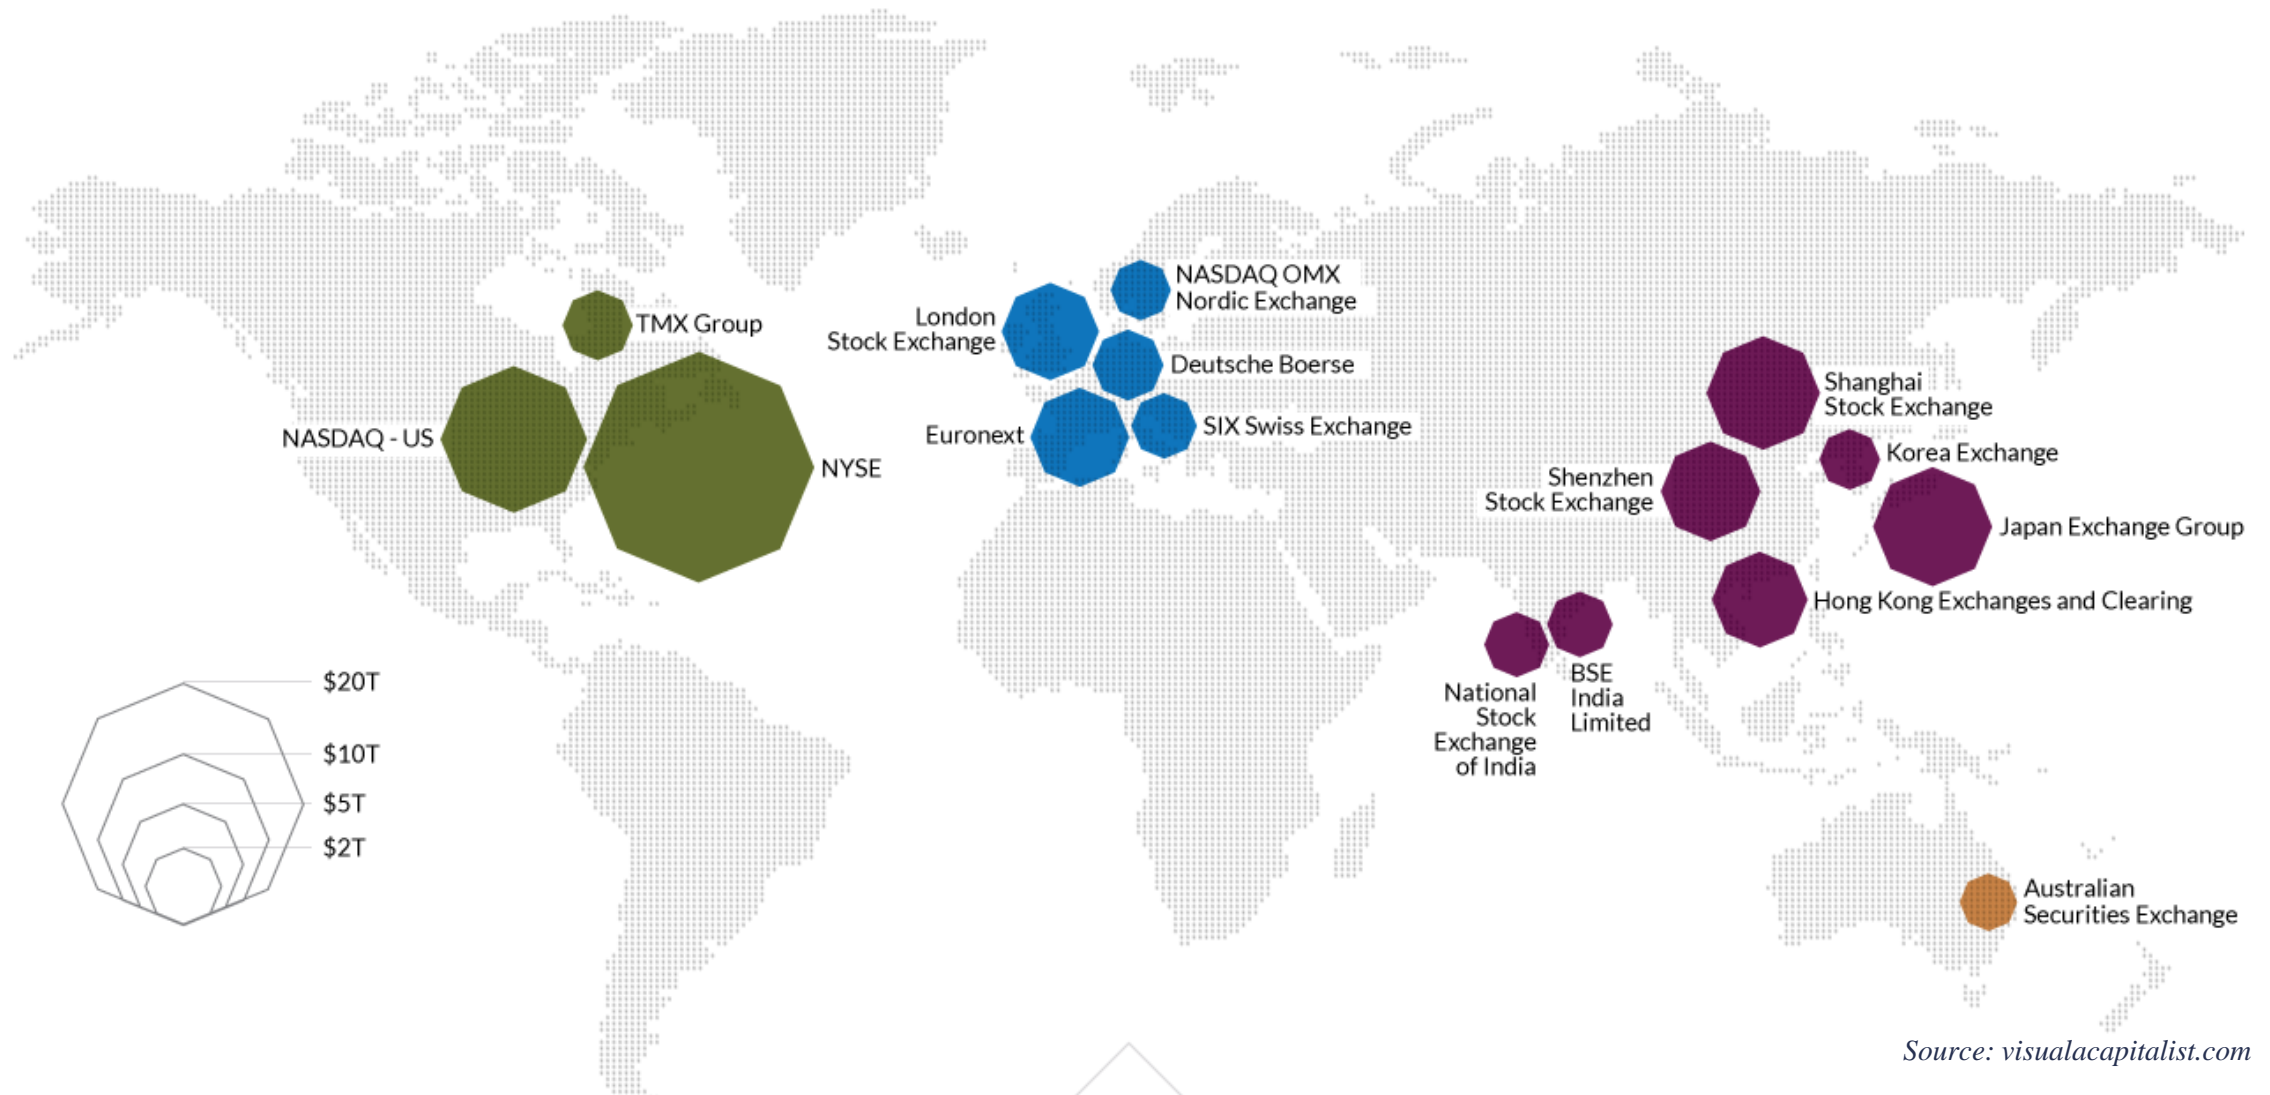 NASDAQ OMX
Nordic Exchange
London
Stock Exchange
TMX Group
Deutsche Boerse
Shanghai
Stock Exchange
NASDAQ - US
Euronext
SIX Swiss Exchange
Korea Exchange
NYSE
Shenzhen
Stock Exchange
Japan Exchange Group
Hong Kong Exchanges and Clearing
BSE
India
Limited
National
Stock
Exchange
of India
$20T
$10T
$5T
$2T
Australian
Securities Exchange
Source: visualacapitalist.com